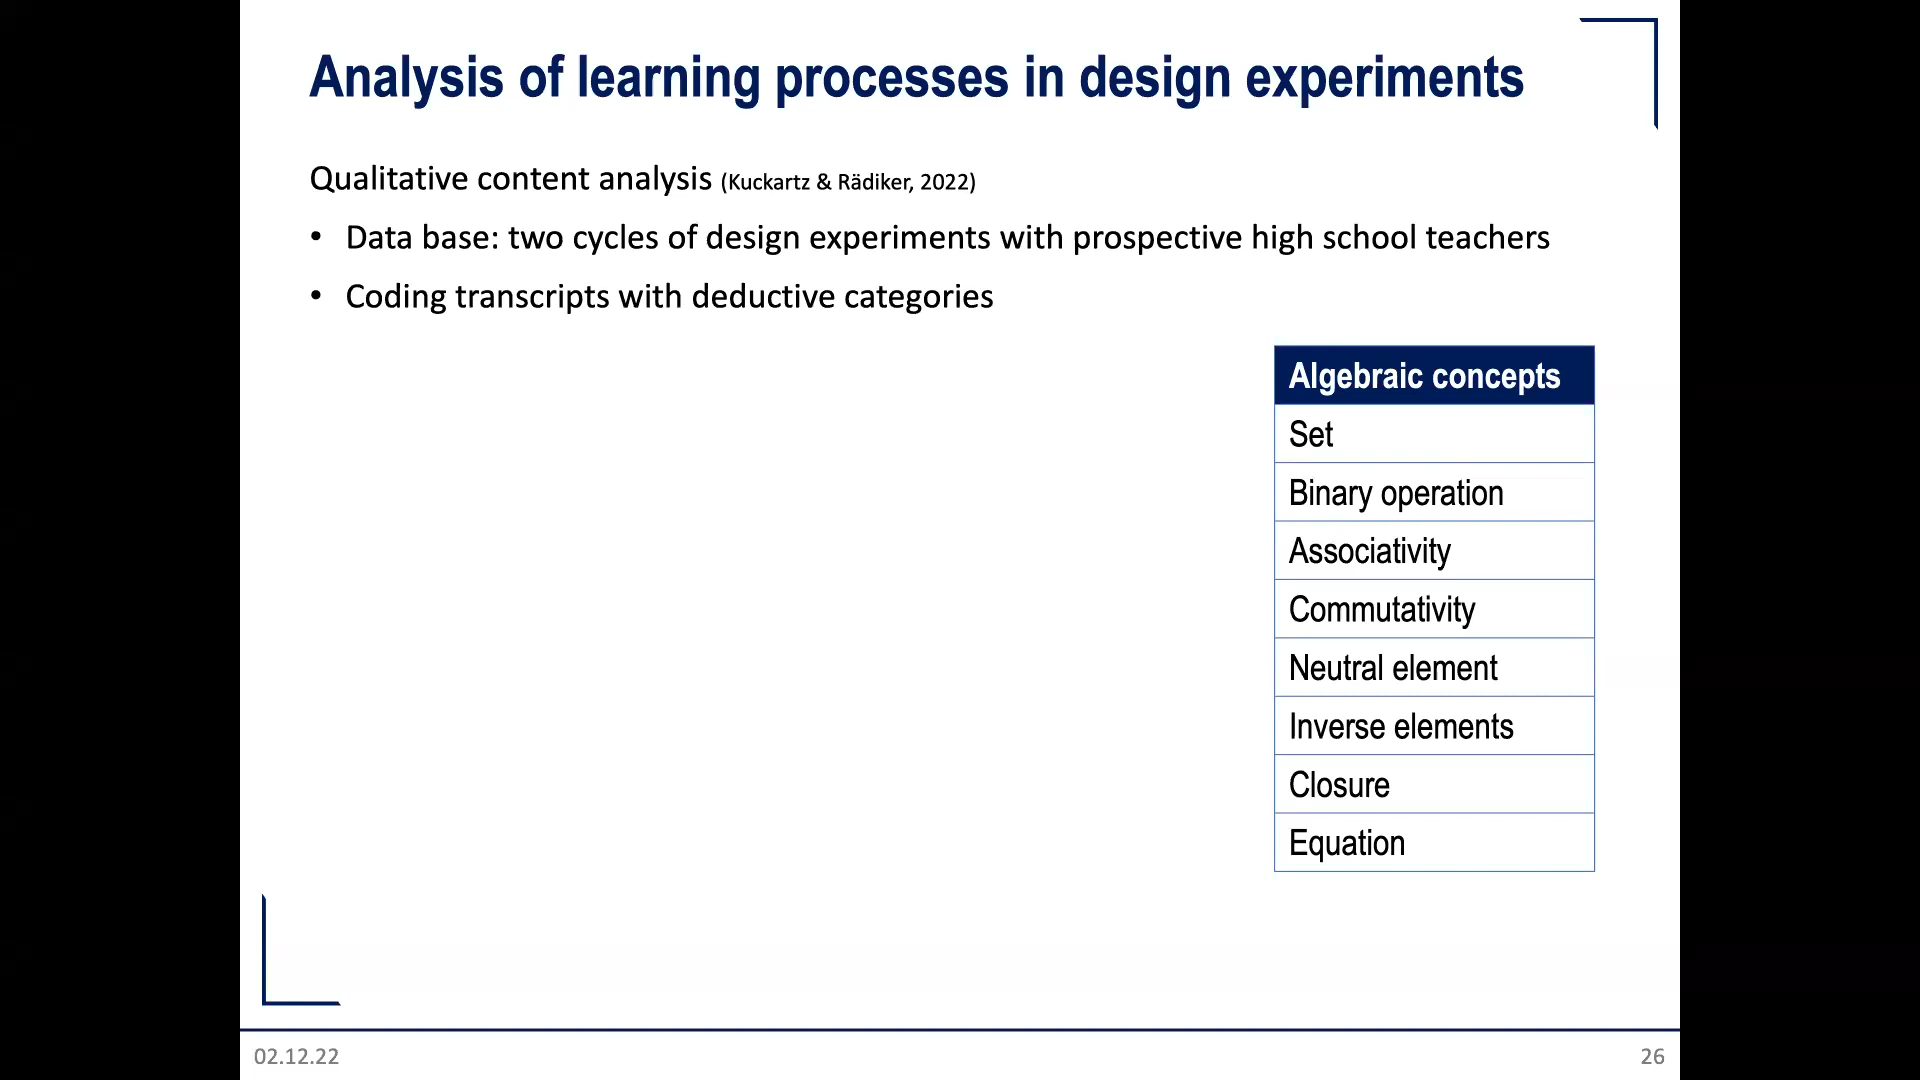 Analysis of learning processes in design experiments
Qualitative content analysis (Kuckartz & Rädiker, 2022)
• Data base: two cycles of design experiments with prospective high school teachers
• Coding transcripts with deductive categories
Algebraic concepts
Set
Binary operation
Associativity
Commutativity
Neutral element
Inverse elements
Closure
Equation
02.12.22
26